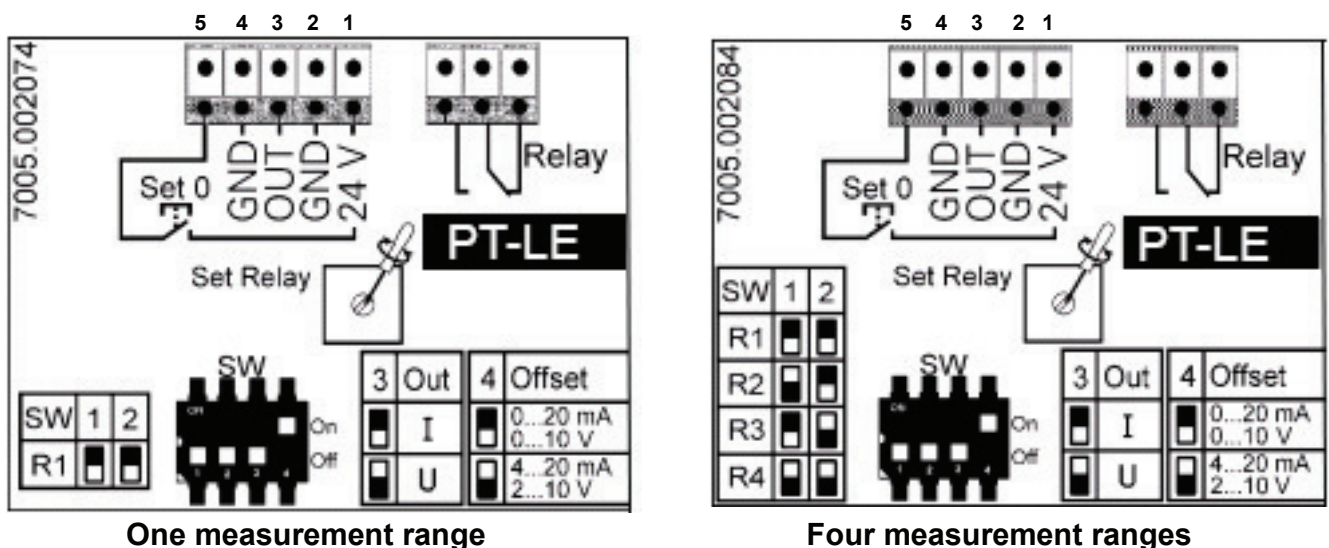 5 4 3 2 1
7005.002074
Set 0
GND
OUT
GND
24 V
Relay
PT-LE
Set Relay
SW
On
Off
1 2 3 4
SW 1 2
R1
3 Out 4 Offset
I 0...20 mA
0...10 V
U 4...20 mA
2...10 V
One measurement range
5 4 3 2 1
7005.002084
Set 0
GND
OUT
GND
24 V
Relay
PT-LE
Set Relay
SW 1 2
R1
R2
R3
R4
SW
ON
On
Off
1 2 3 4
3 Out 4 Offset
I 0...20 mA
0...10 V
U 4...20 mA
2...10 V
Four measurement ranges